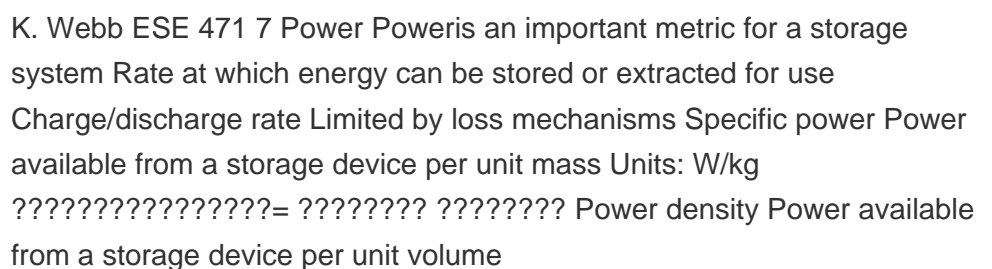 K. Webb ESE 471 7 Power Poweris an important metric for a storage
system Rate at which energy can be stored or extracted for use
Charge/discharge rate Limited by loss mechanisms Specific power Power
available from a storage device per unit mass Units: W/kg
????????????????= ???????? ???????? Power density Power available
from a storage device per unit volume